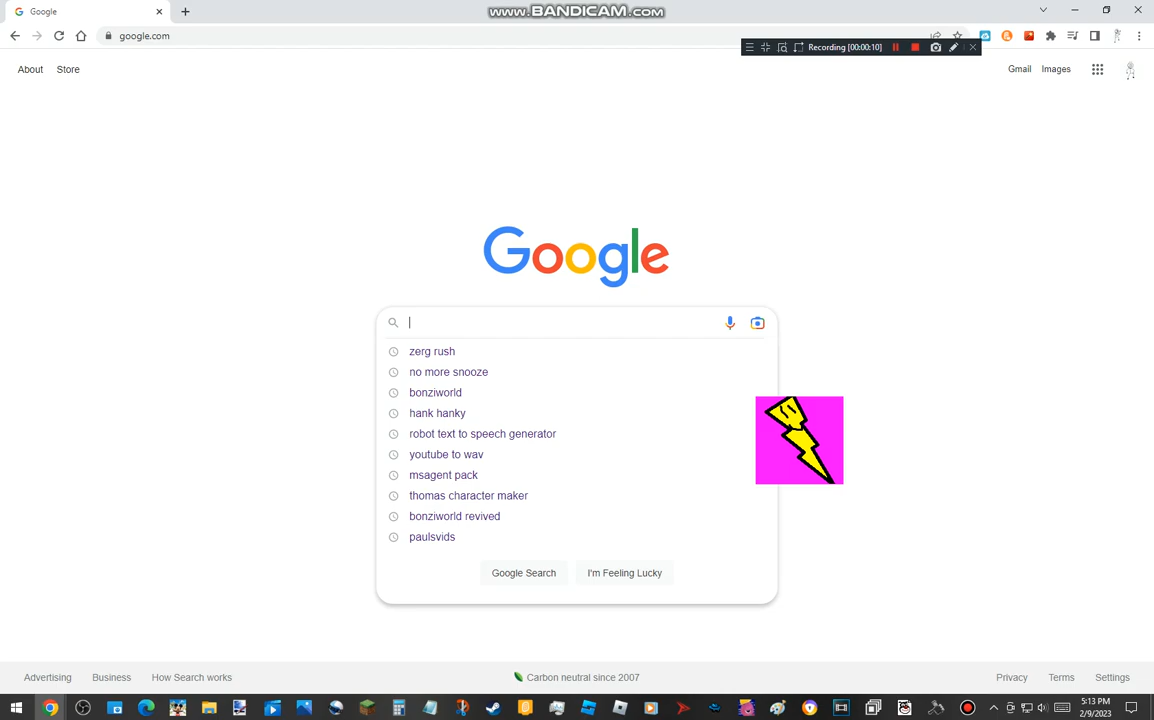 Google
www.BANDICAM.com
google.com
Recording [00:00:10]
About Store
Gmail Images
Google
zerg rush
no more snooze
bonziworld
hank hanky
robot text to speech generator
youtube to wav
msagent pack
thomas character maker
bonziworld revived
paulsvids
Google Search I'm Feeling Lucky
Carbon neutral since 2007
Advertising Business How Search works
Privacy Terms Settings
5:13 PM
2/9/2023